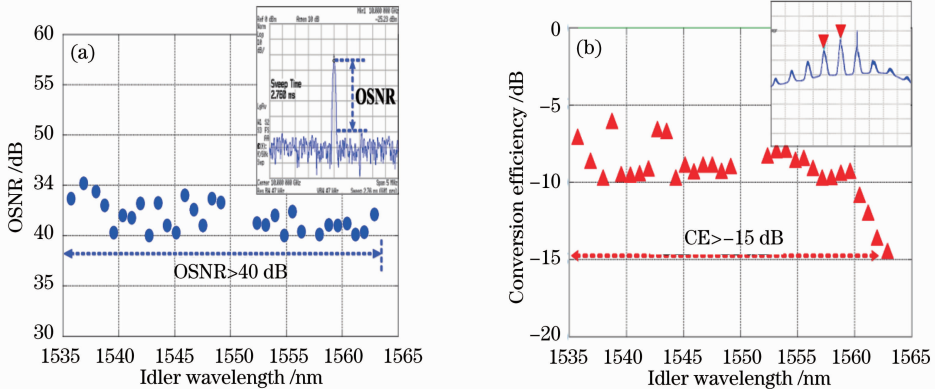 (a)
OSNR /dB
60
55
50
34
40
35
30
1535
1540
1545
1550
1555
1560
1565
Idler wavelength /nm
OSNR>40 dB
Sweep Time
2.760 ms
OSNR
(b)
Conversion efficiency /dB
0
−5
−10
−15
−20
1535
1540
1545
1550
1555
1560
1565
Idler wavelength /nm
CE>−15 dB